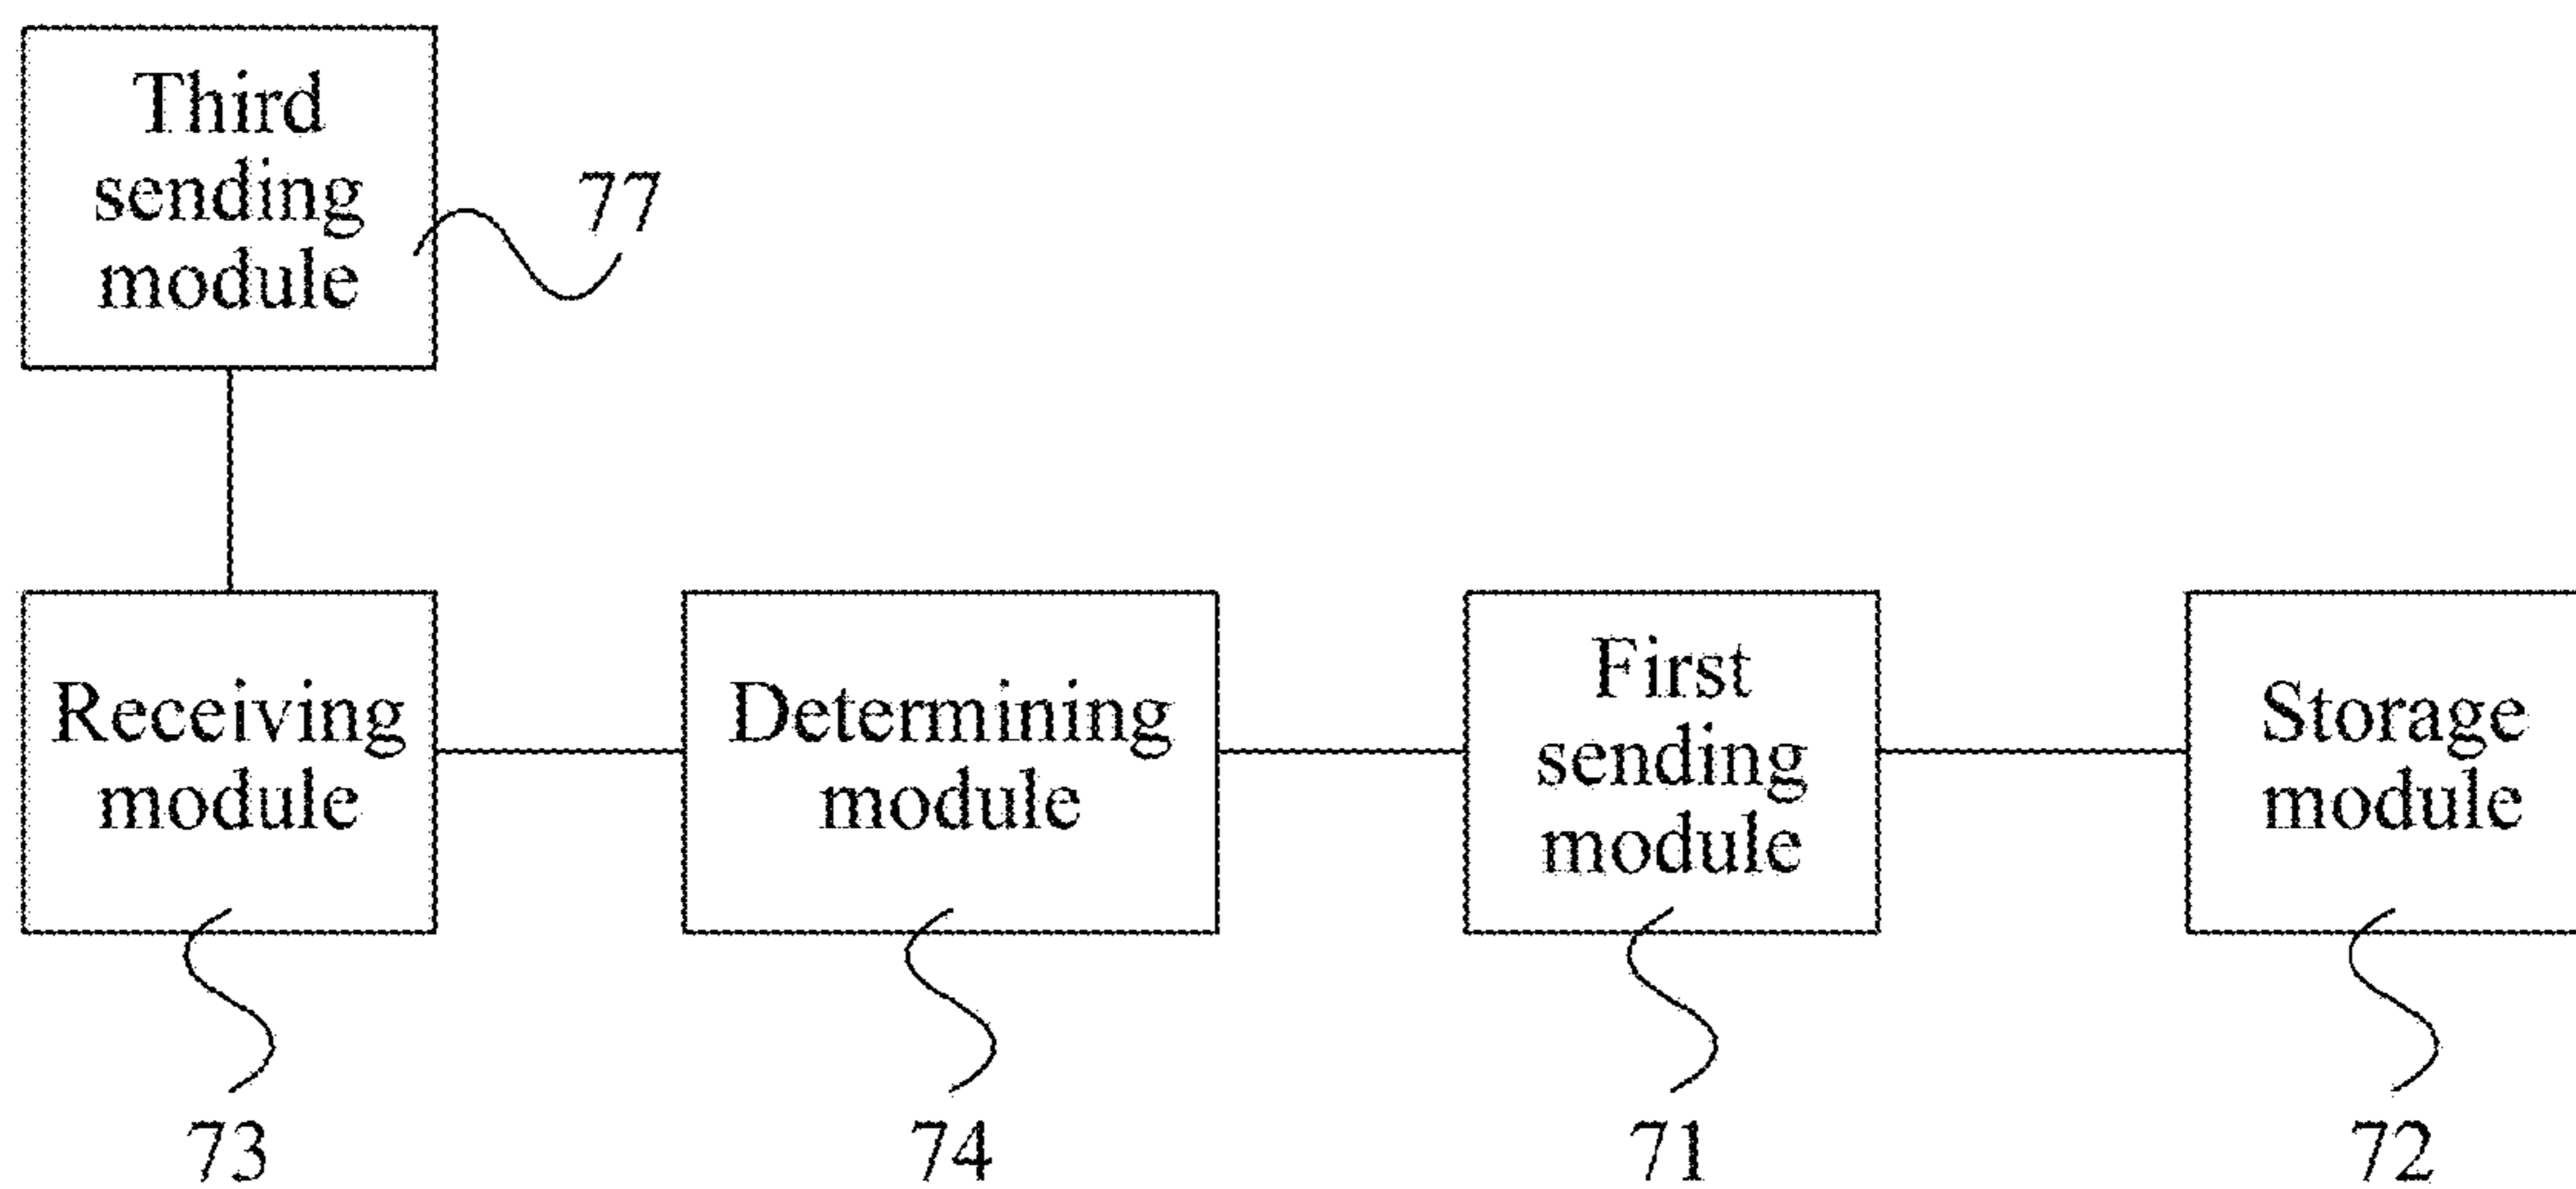 Third
sending
module
77
Receiving
module
Determining
module
First
sending
module
Storage
module
73
74
71
72